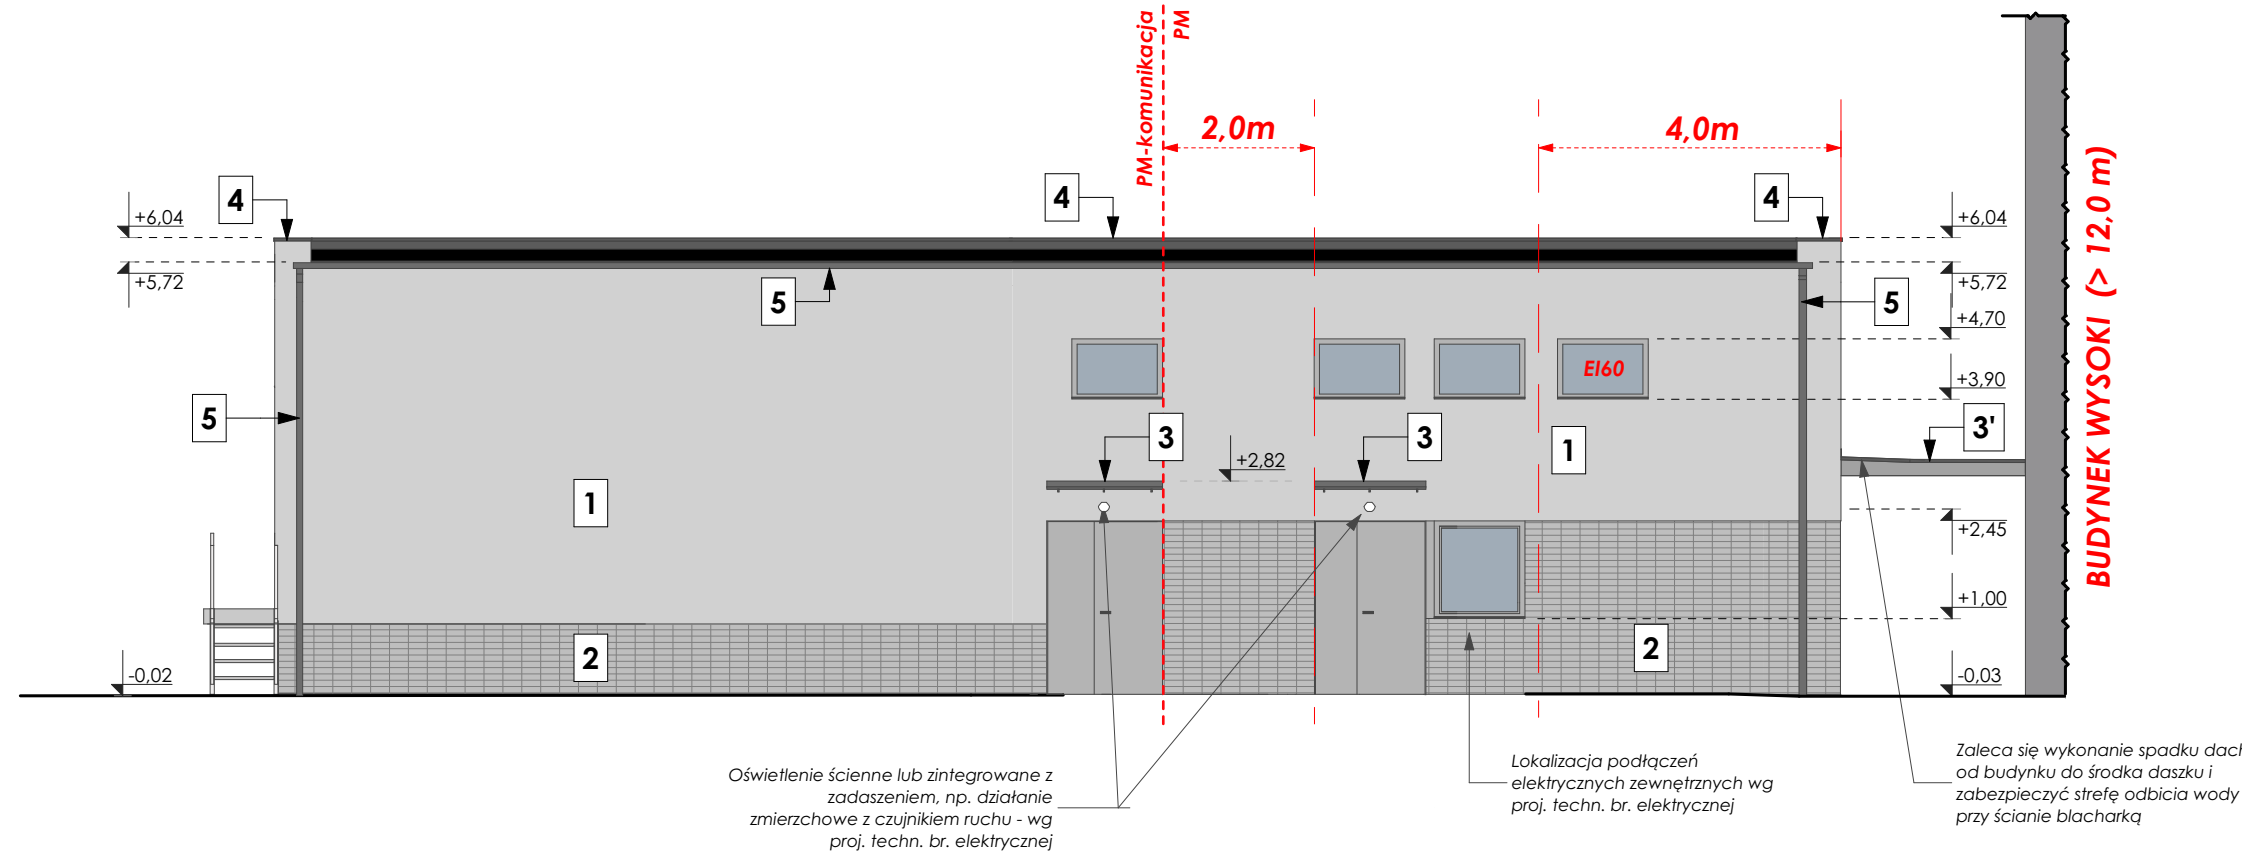 PM-komunikacja
PM
2,0m
4,0m
BUDYNEK WYSOKI (> 12,0 m)
4
4
4
+6,04
+5,72
+6,04
+5,72
+4,70
+3,90
5
5
5
EI60
3
3
3'
+2,82
1
1
+2,45
+1,00
2
2
-0,02
-0,03
Oświetlenie ścienne lub zintegrowane z
zadaszeniem, np. działanie
zmierzchowe z czujnikiem ruchu - wg
proj. techn. br. elektrycznej
Lokalizacja podłączeń
elektrycznych zewnętrznych wg
proj. techn. br. elektrycznej
Zaleca się wykonanie spadku
od budynku do środka daszku i
zabezpieczyć strefę odbicia wody
przy ścianie blacharką